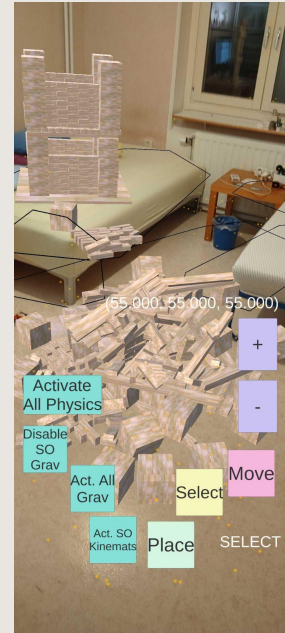 (55.000, 55.000, 55.000)
+
Activate
All Physics
-
Disable
SO
Grav
Act. All
Grav
Select
Move
Act. SO
Kinemats
Place
SELECT